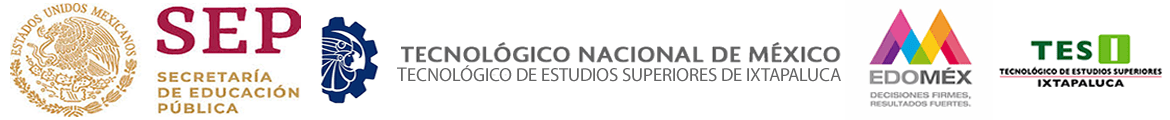 ESTADOS UNIDOS MEXICANOS
SEP
SECRETARÍA
DE EDUCACIÓN
PÚBLICA
TECNOLÓGICO NACIONAL DE MÉXICO
TECNOLÓGICO DE ESTUDIOS SUPERIORES DE IXTAPALUCA
EDOMÉX
DECISIONES FIRMES,
RESULTADOS FUERTES.
TESI
TECNOLÓGICO DE ESTUDIOS SUPERIORES
IXTAPALUCA